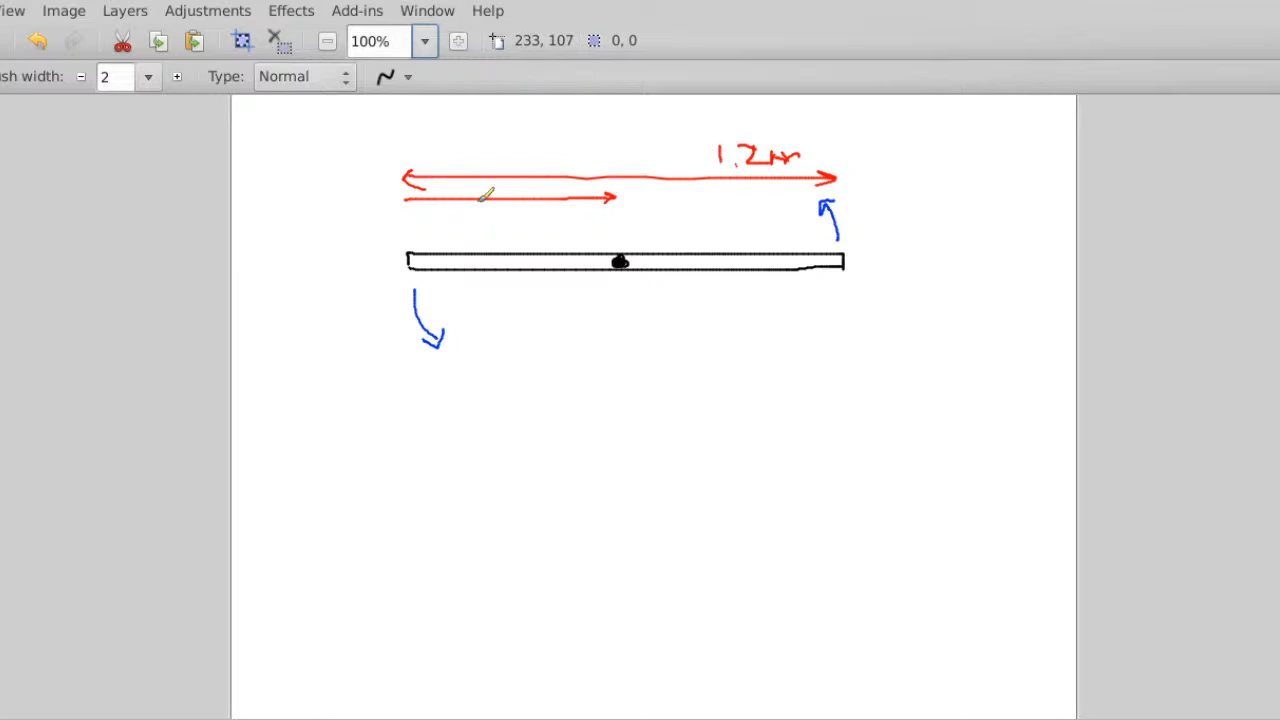 View Image Layers Adjustments Effects Add-ins Window Help
100% 233, 107 0, 0
sh width: 2 Type: Normal
1.2m